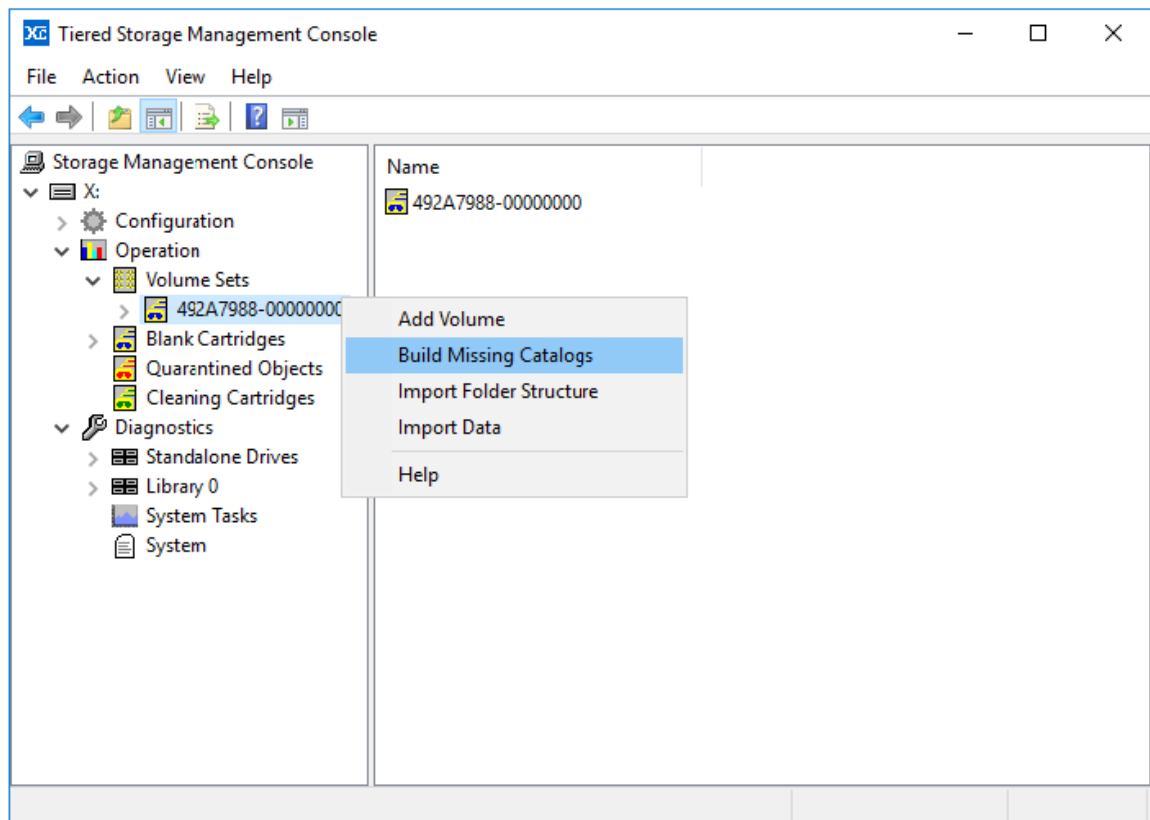 Tiered Storage Management Console
File Action View Help
Storage Management Console
Name
X:
492A7988-00000000
Configuration
Operation
Volume Sets
492A7988-00000000
Add Volume
Blank Cartridges
Build Missing Catalogs
Quarantined Objects
Import Folder Structure
Cleaning Cartridges
Import Data
Diagnostics
Standalone Drives
Help
Library 0
System Tasks
System